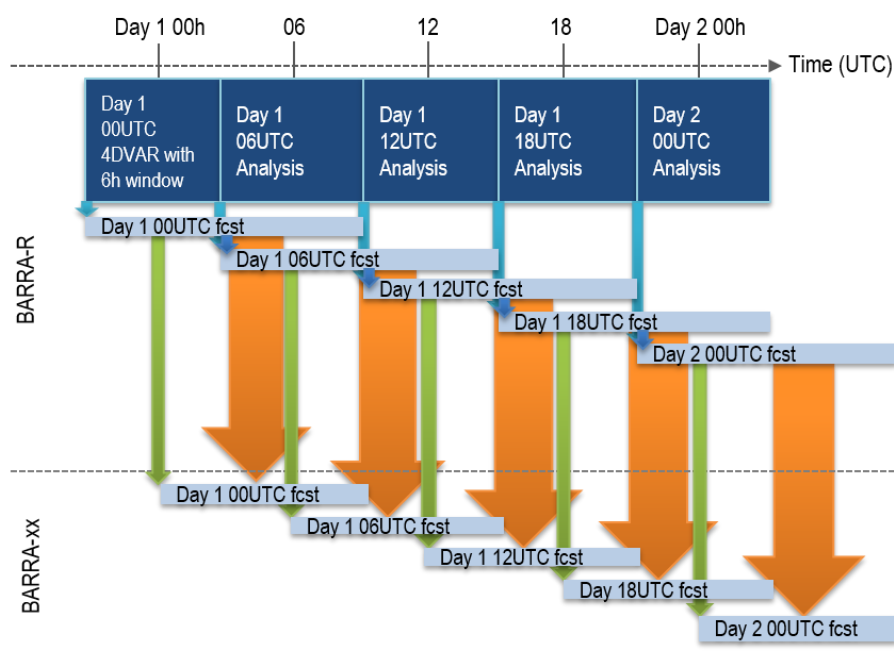 Day 1 00h
06
12
18
Day 2 00h
Time (UTC)
Day 1
00UTC
4DVAR with
6h window
Day 1
06UTC
Analysis
Day 1
12UTC
Analysis
Day 1
18UTC
Analysis
Day 2
00UTC
Analysis
BARRA-R
Day 1 00UTC fcst
Day 1 06UTC fcst
Day 1 12UTC fcst
Day 1 18UTC fcst
Day 2 00UTC fcst
BARRA-xx
Day 1 00UTC fcst
Day 1 06UTC fcst
Day 1 12UTC fcst
Day 18UTC fcst
Day 2 00UTC fcst